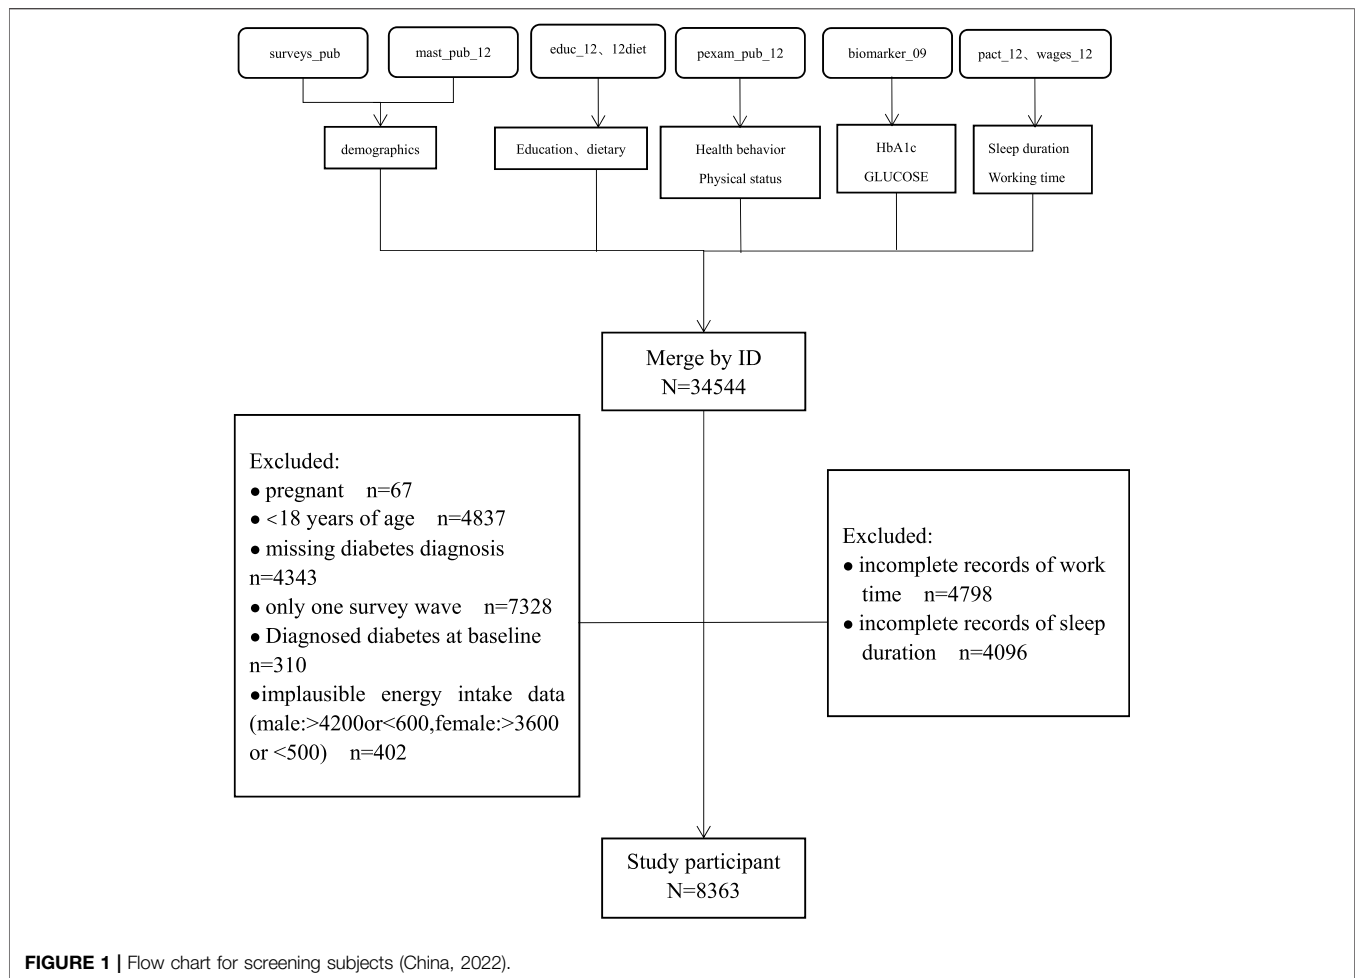 surveys_pub
mast_pub_12
educ_12、12diet
pexam_pub_12
biomarker_09
pact_12、wages_12
demographics
Education、dietary
Health behavior
Physical status
HbA1c
GLUCOSE
Sleep duration
Working time
Merge by ID
N=34544
Excluded:
● pregnant n=67
● <18 years of age n=4837
● missing diabetes diagnosis
n=4343
● only one survey wave n=7328
● Diagnosed diabetes at baseline
n=310
●implausible energy intake data
(male:>4200or<600,female:>3600
or <500) n=402
Excluded:
● incomplete records of work
time n=4798
● incomplete records of sleep
duration n=4096
Study participant
N=8363
FIGURE 1 | Flow chart for screening subjects (China, 2022).